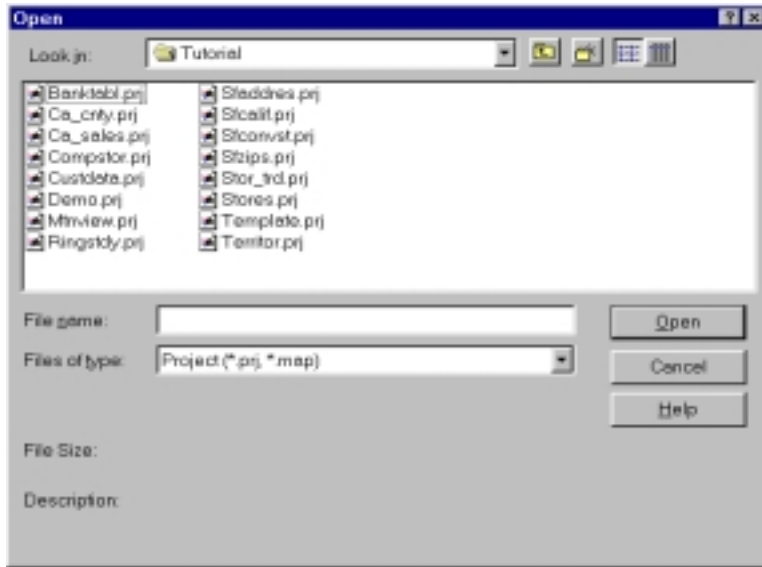 Open
Look in: Tutorial
Banktabl.prj
Ca_cnty.prj
Ca_sales.prj
Compstor.prj
Custdata.prj
Demo.prj
Mtnview.prj
Ringstdy.prj
Sfaddres.prj
Sfcalif.prj
Sfconvst.prj
Sfzips.prj
Stor_trd.prj
Stores.prj
Template.prj
Territor.prj
File name:
Open
Files of type: Project (*.prj, *.map)
Cancel
Help
File Size:
Description: